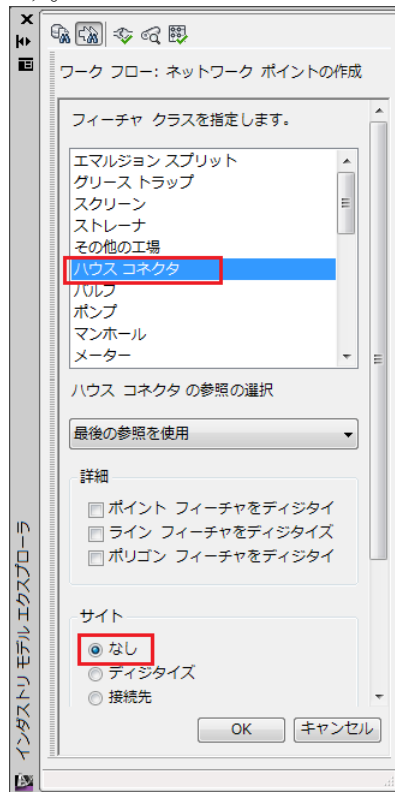 ワーク フロー: ネットワーク ポイントの作成
フィーチャ クラスを指定します。
エマルジョン スプリット
グリース トラップ
スクリーン
ストレーナ
その他の工場
ハウス コネクタ
バルブ
ポンプ
マンホール
メーター
ハウス コネクタ の参照の選択
最後の参照を使用
詳細
ポイント フィーチャをディジタイ
ライン フィーチャをディジタイズ
ポリゴン フィーチャをディジタイ
サイト
なし
ディジタイズ
接続先
OK
キャンセル
インダストリ モデル エクスプローラ